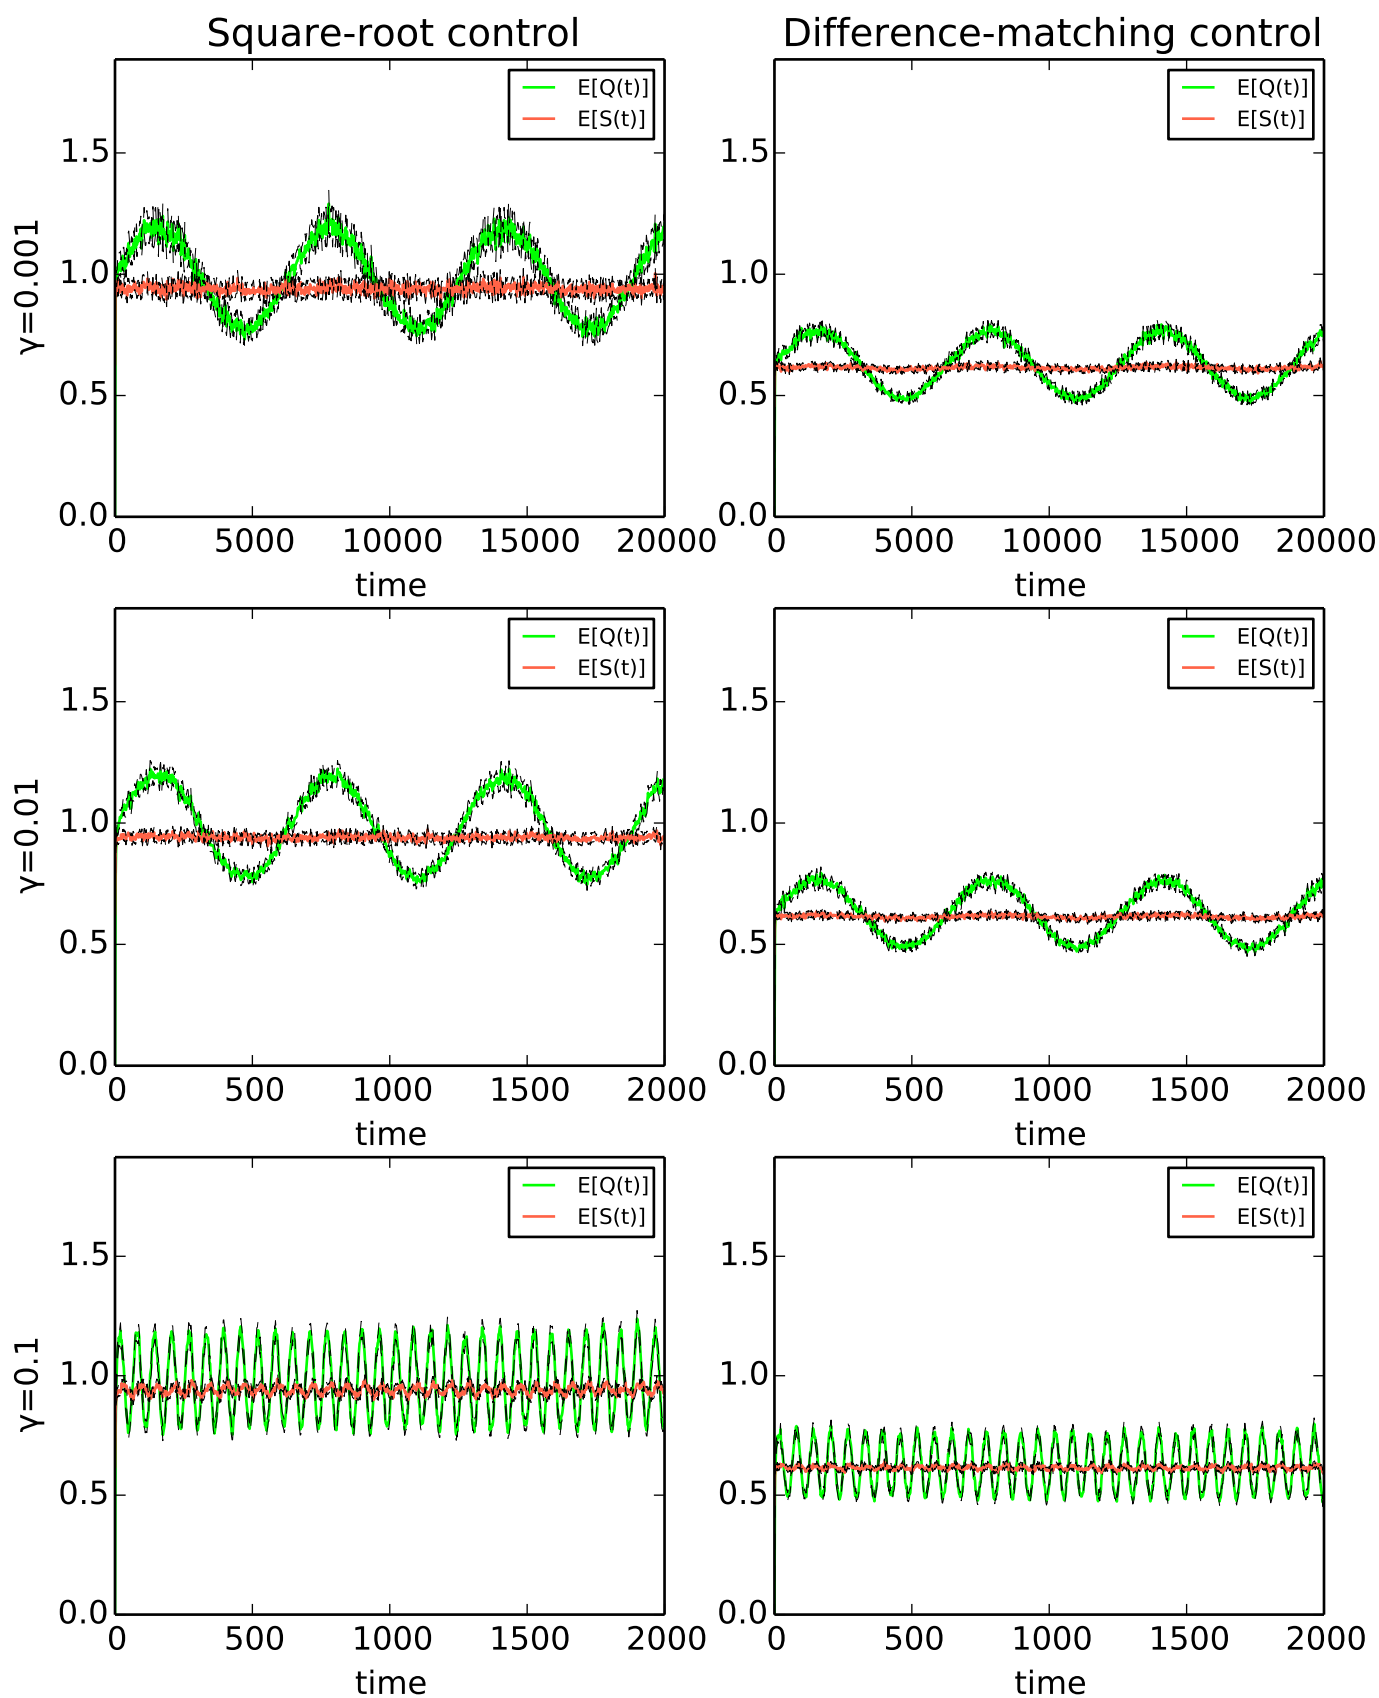 Square-root control
Difference-matching control
γ=0.001
1.5
1.0
0.5
0.0
E[Q(t)]
E[S(t)]
0 5000 10000 15000 20000
time
1.5
1.0
0.5
0.0
E[Q(t)]
E[S(t)]
0 5000 10000 15000 20000
time
γ=0.01
1.5
1.0
0.5
0.0
E[Q(t)]
E[S(t)]
0 500 1000 1500 2000
time
1.5
1.0
0.5
0.0
E[Q(t)]
E[S(t)]
0 500 1000 1500 2000
time
γ=0.1
1.5
1.0
0.5
0.0
E[Q(t)]
E[S(t)]
0 500 1000 1500 2000
time
1.5
1.0
0.5
0.0
E[Q(t)]
E[S(t)]
0 500 1000 1500 2000
time